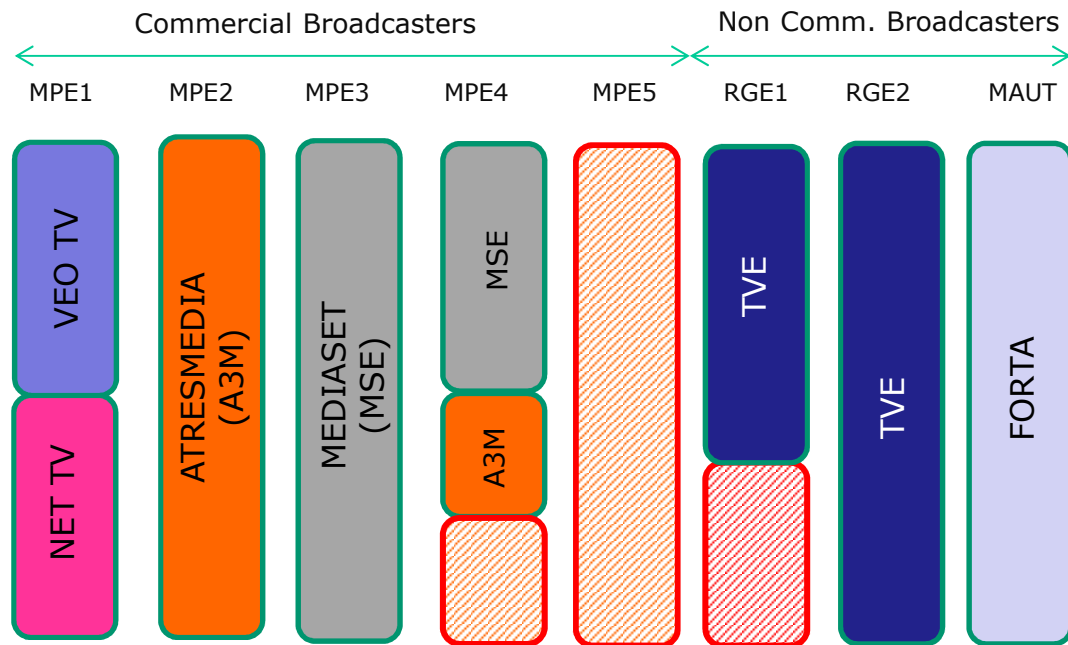 Commercial Broadcasters
Non Comm. Broadcasters
MPE1
MPE2
MPE3
MPE4
MPE5
RGE1
RGE2
MAUT
VEO TV
NET TV
ATRESMEDIA
(A3M)
MEDIASET
(MSE)
MSE
A3M
TVE
TVE
FORTA